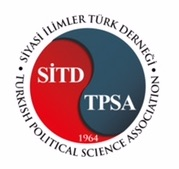 • SİYASİ İLİMLER TÜRK DERNEĞİ •
SİTD
TPSA
1964
TURKISH POLITICAL SCIENCE ASSOCIATION